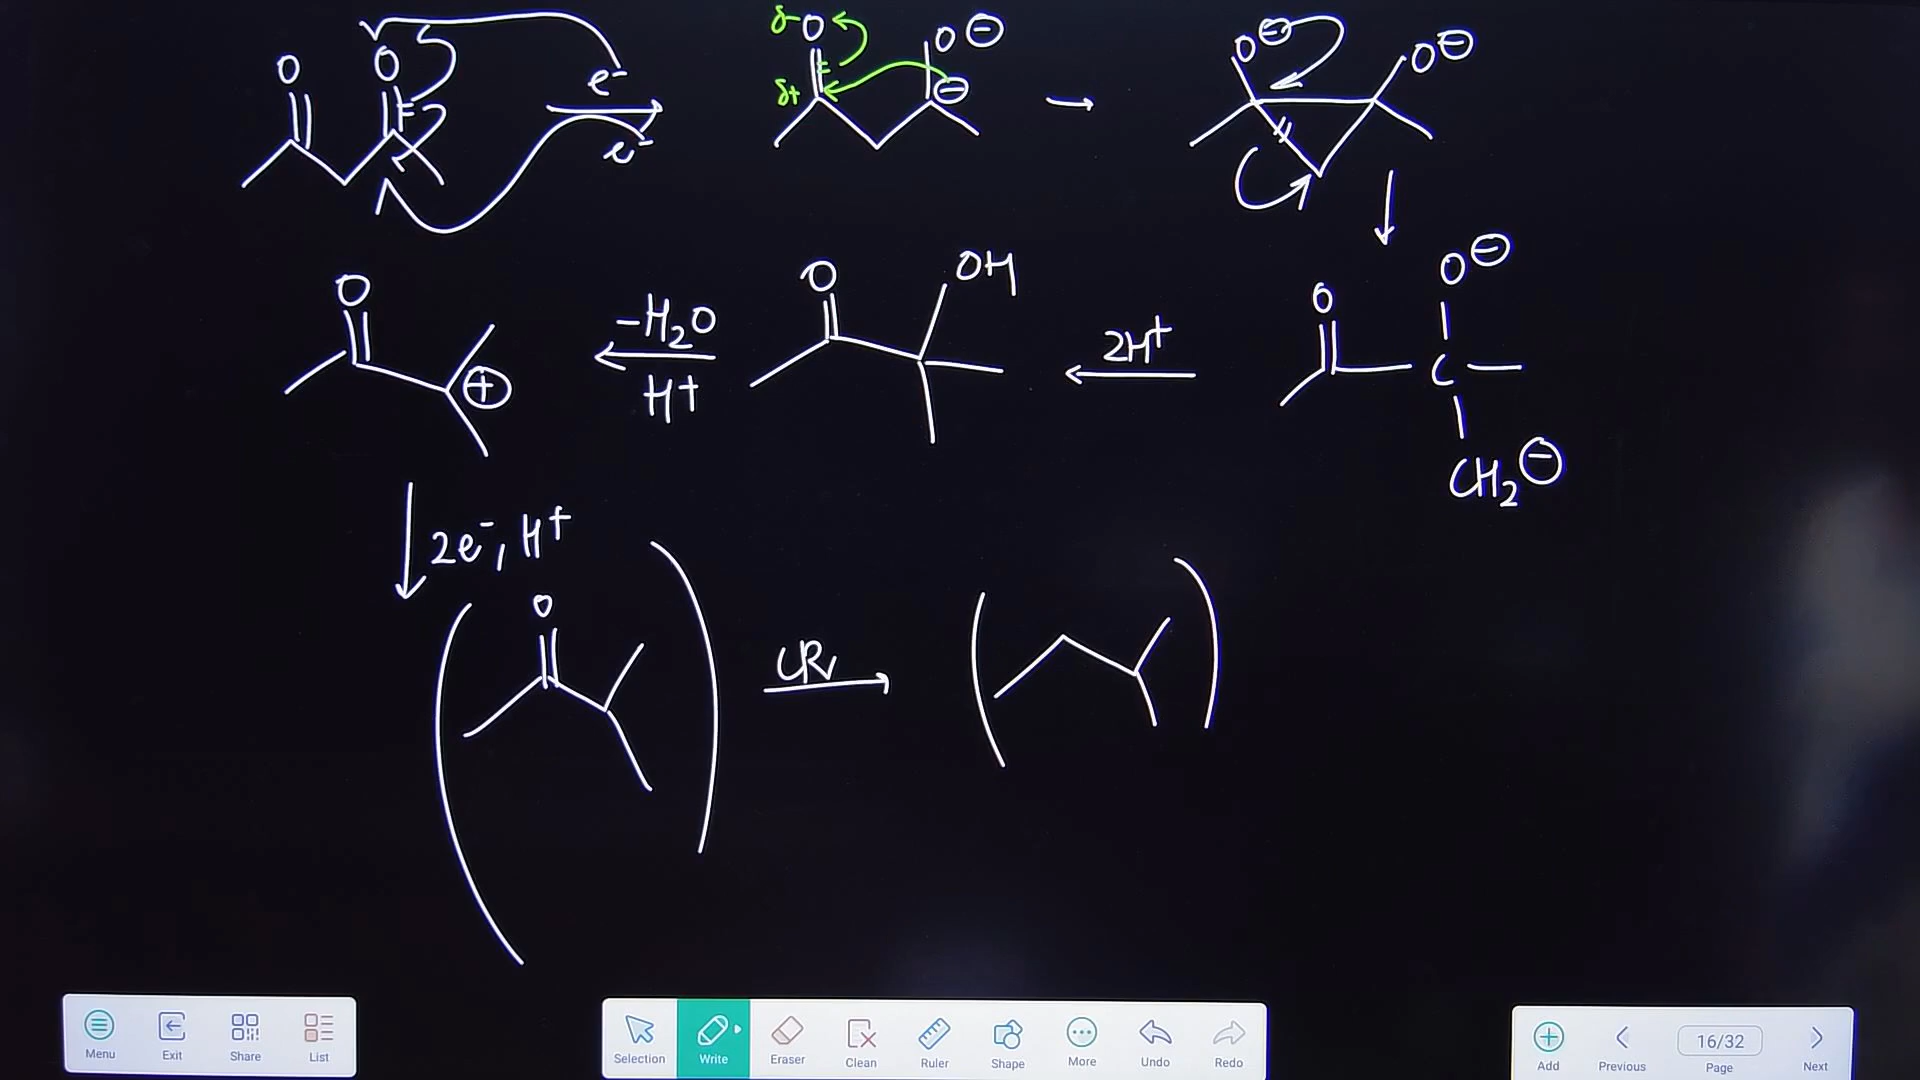 O O e⁻ δ- O O ⊖ O ⊖ O ⊖
δ+ ⊖
e⁻
O ⊕ -H₂O H⁺ O OH 2H⁺ O O ⊖ C CH₂ ⊖
2e⁻, H⁺
O CR
Menu Exit Share List Selection Write Eraser Clean Ruler Shape More Undo Redo Add Previous 16/32 Page Next